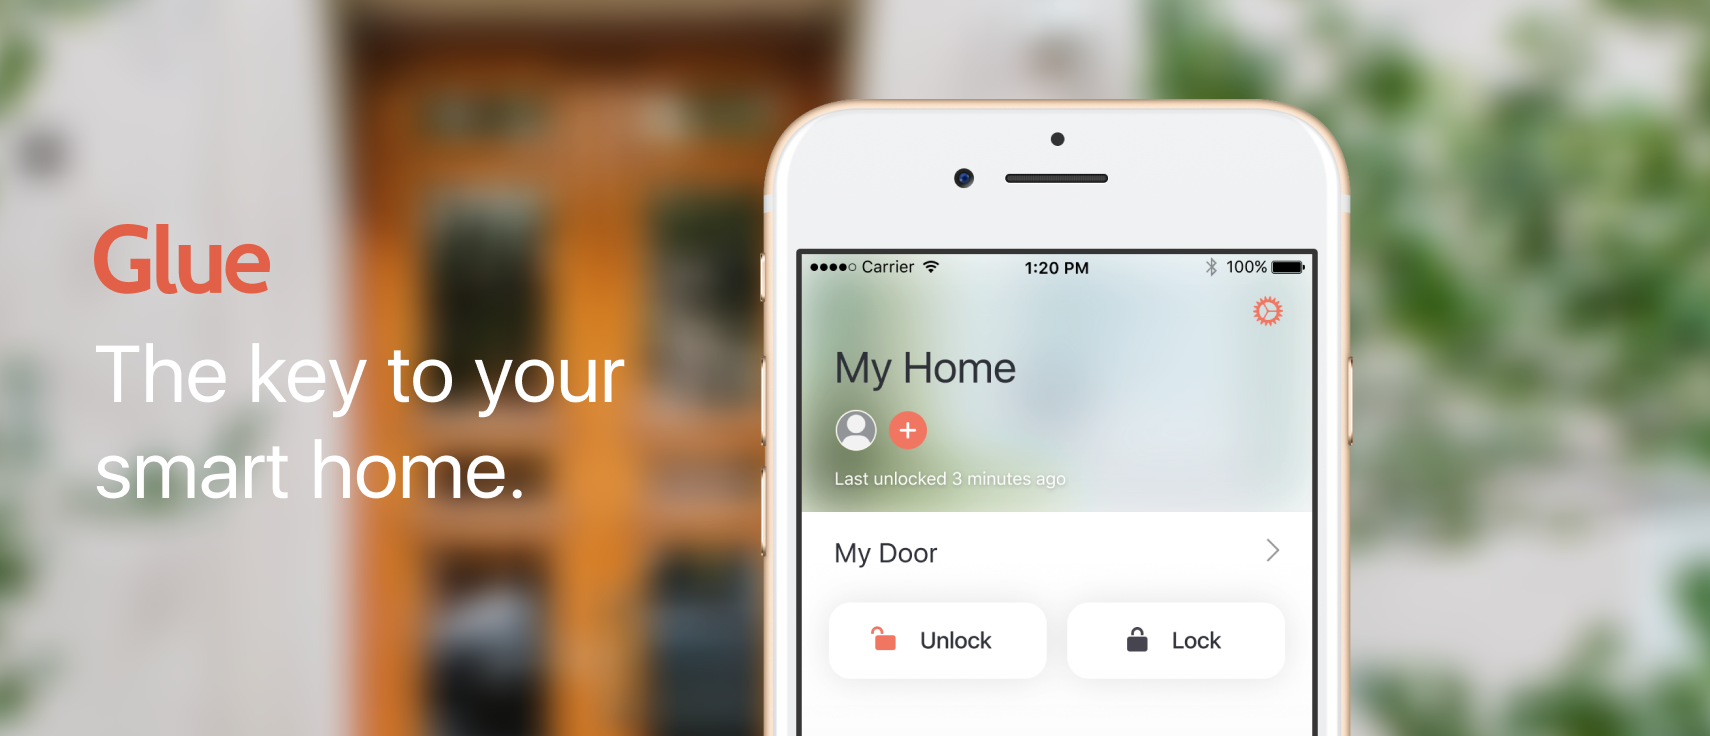 Glue
The key to your
smart home.
Carrier
1:20 PM
100%
My Home
Last unlocked 3 minutes ago
My Door
Unlock
Lock